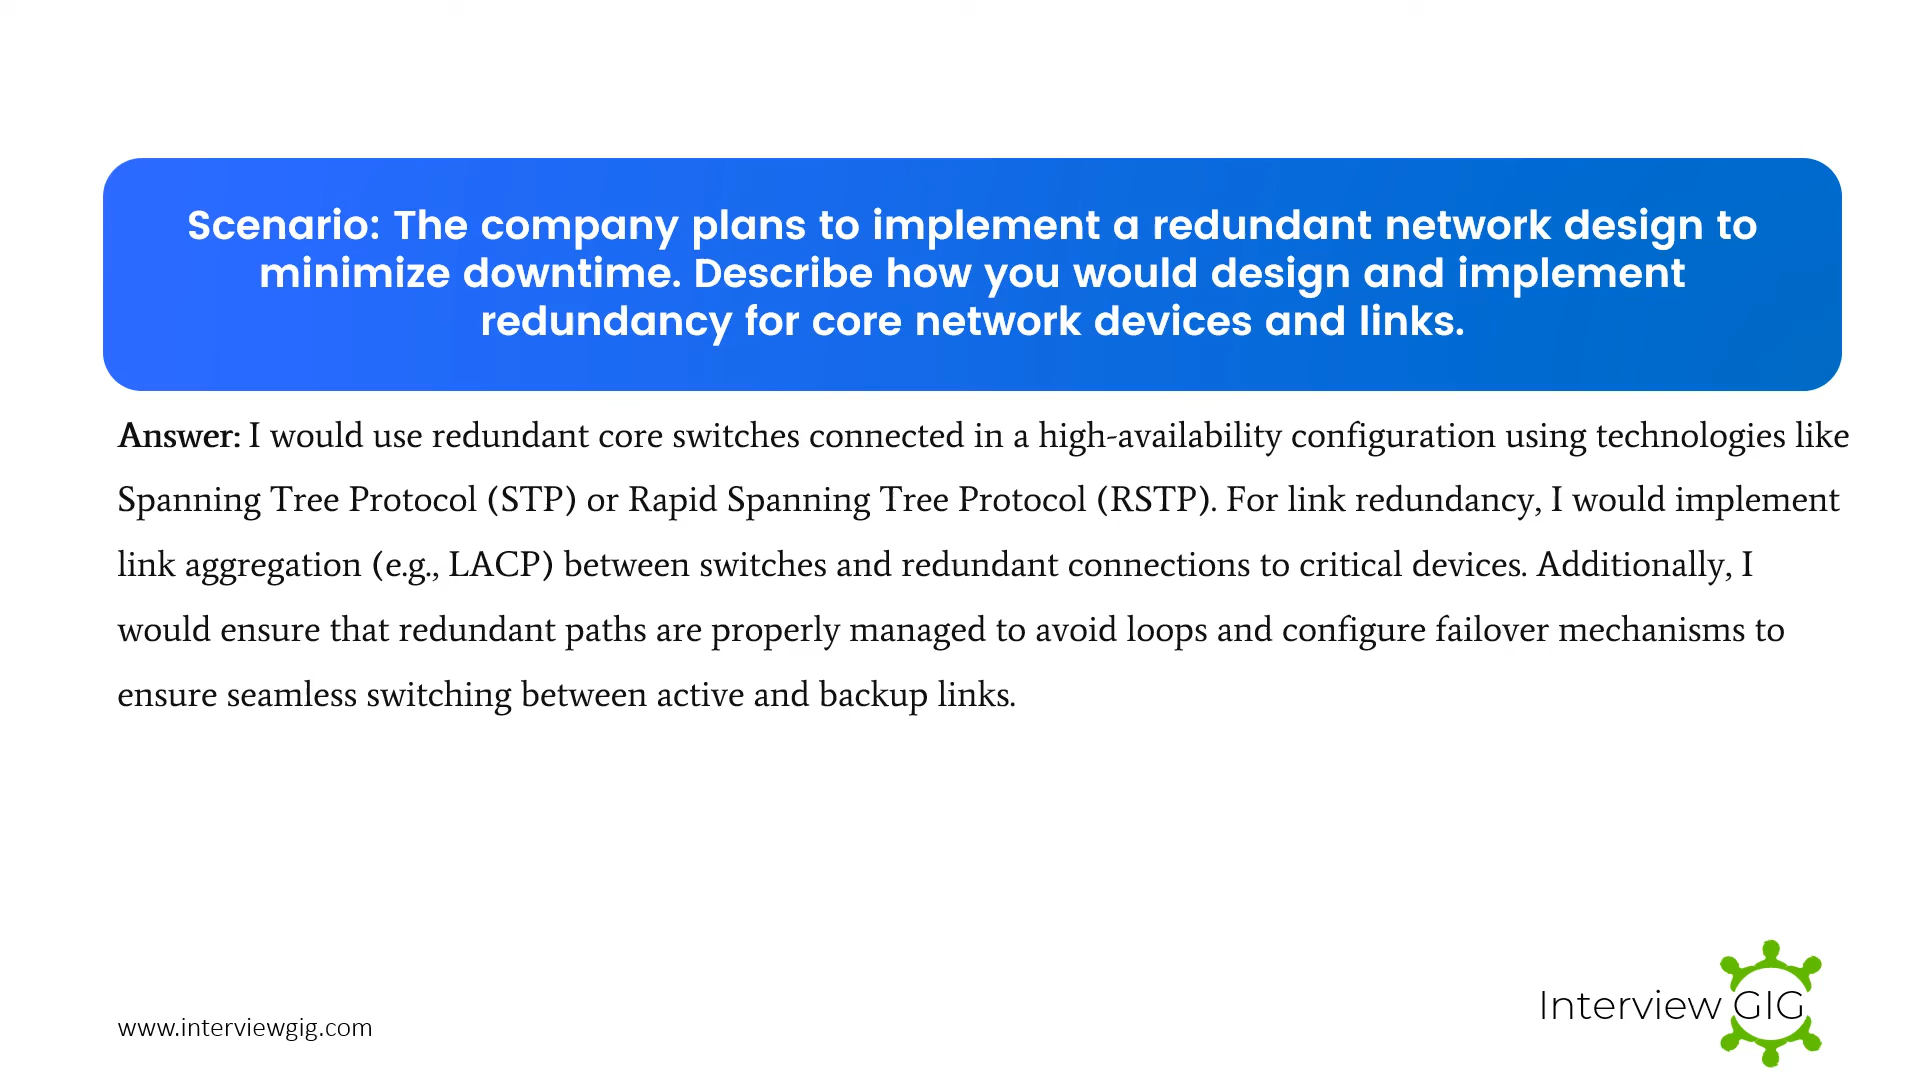 Scenario: The company plans to implement a redundant network design to
minimize downtime. Describe how you would design and implement
redundancy for core network devices and links.
Answer: I would use redundant core switches connected in a high-availability configuration using technologies like
Spanning Tree Protocol (STP) or Rapid Spanning Tree Protocol (RSTP). For link redundancy, I would implement
link aggregation (e.g., LACP) between switches and redundant connections to critical devices. Additionally, I
would ensure that redundant paths are properly managed to avoid loops and configure failover mechanisms to
ensure seamless switching between active and backup links.
Interview GIG
www.interviewgig.com